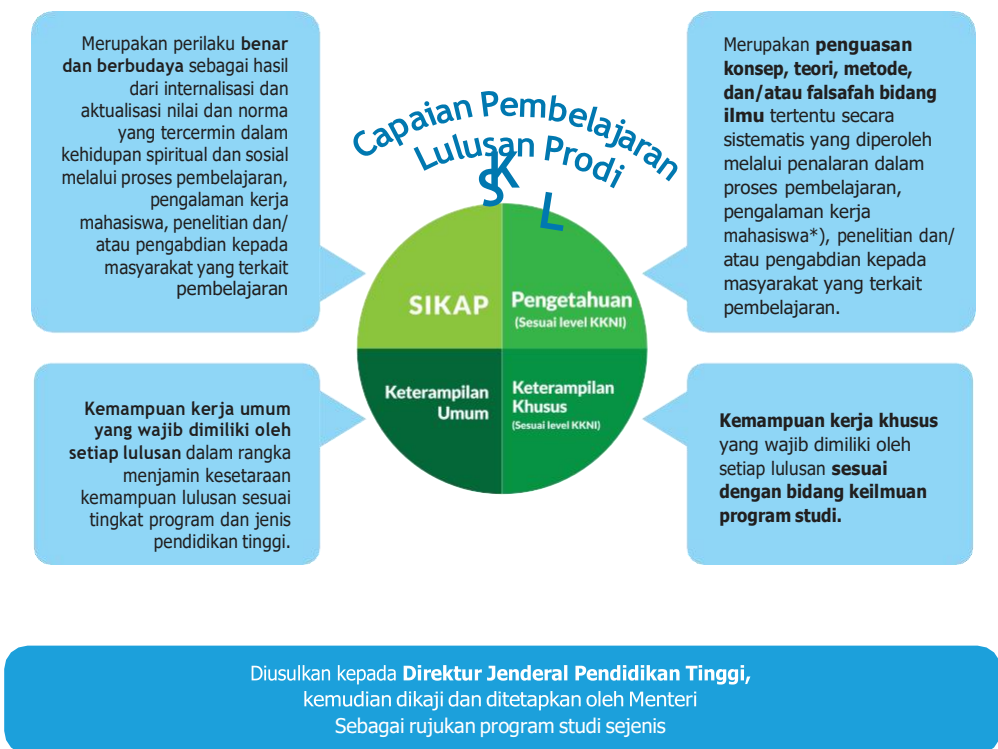 Merupakan perilaku benar
dan berbudaya sebagai hasil
dari internalisasi dan
aktualisasi nilai dan norma
yang tercermin dalam
kehidupan spiritual dan sosial
melalui proses pembelajaran,
pengalaman kerja
mahasiswa, penelitian dan/
atau pengabdian kepada
masyarakat yang terkait
pembelajaran
Capaian Pembelajaran
Lulusan Prodi
SKL
Merupakan penguasan
konsep, teori, metode,
dan/atau falsafah bidang
ilmu tertentu secara
sistematis yang diperoleh
melalui penalaran dalam
proses pembelajaran,
pengalaman kerja
mahasiswa*), penelitian dan/
atau pengabdian kepada
masyarakat yang terkait
pembelajaran.
SIKAP
Pengetahuan
(Sesuai level KKNI)
Keterampilan
Umum
Keterampilan
Khusus
(Sesuai level KKNI)
Kemampuan kerja umum
yang wajib dimiliki oleh
setiap lulusan dalam rangka
menjamin kesetaraan
kemampuan lulusan sesuai
tingkat program dan jenis
pendidikan tinggi.
Kemampuan kerja khusus
yang wajib dimiliki oleh
setiap lulusan sesuai
dengan bidang keilmuan
program studi.
Diusulkan kepada Direktur Jenderal Pendidikan Tinggi,
kemudian dikaji dan ditetapkan oleh Menteri
Sebagai rujukan program studi sejenis